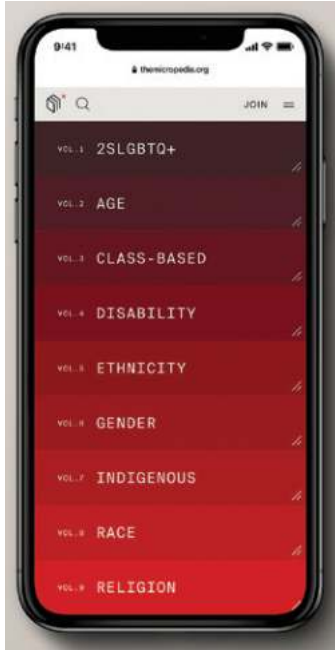 9:41
themicropedia.org
JOIN
VOL.1 2SLGBTQ+
VOL.2 AGE
VOL.3 CLASS-BASED
VOL.4 DISABILITY
VOL.5 ETHNICITY
VOL.6 GENDER
VOL.7 INDIGENOUS
VOL.8 RACE
VOL.9 RELIGION